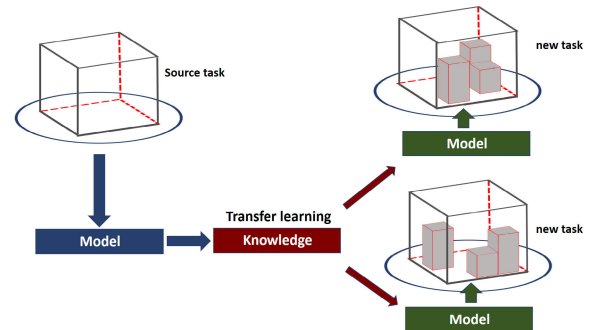 Source task
new task
Model
Transfer learning
Model
Knowledge
new task
Model